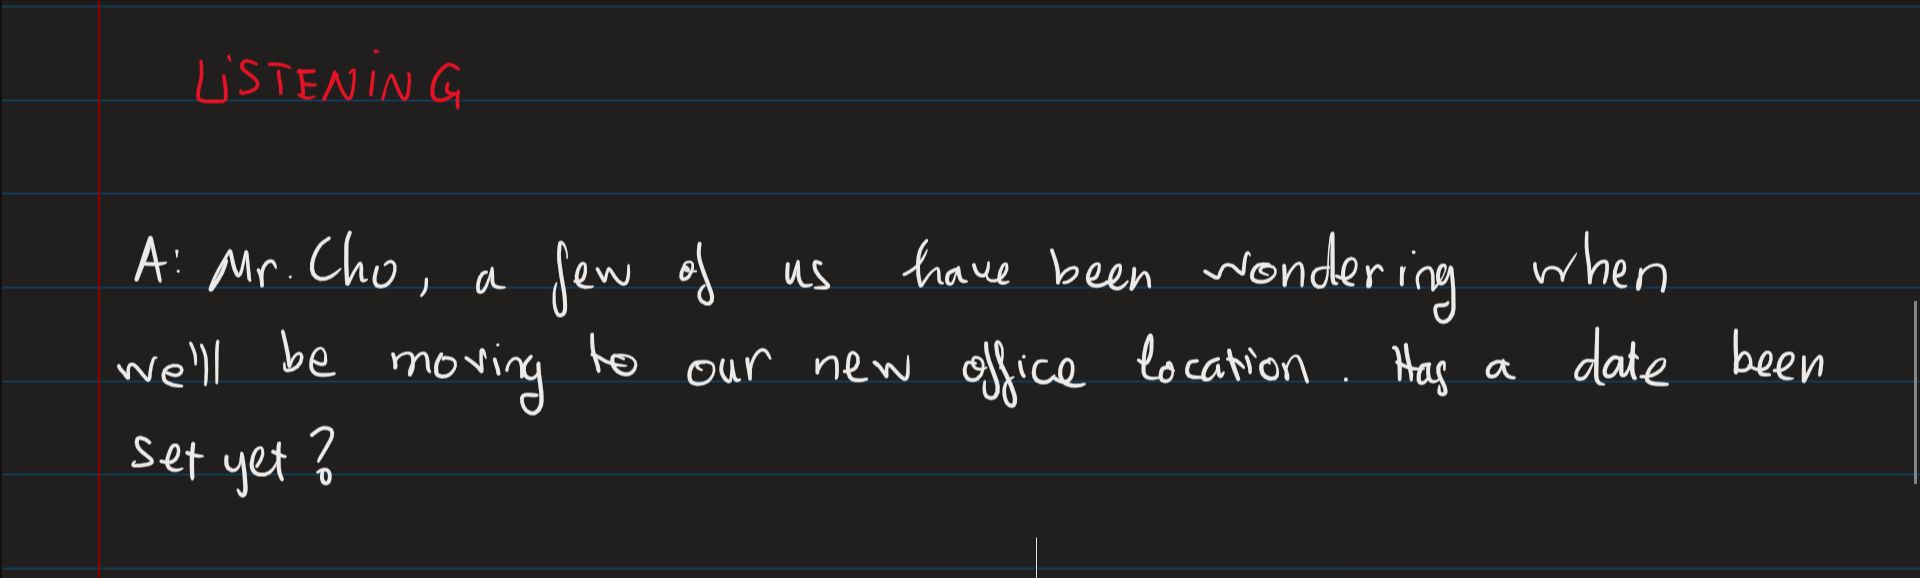 LISTENING
A: Mr. Cho, a few of us have been wondering when
we'll be moving to our new office location. Has a date been
set yet?